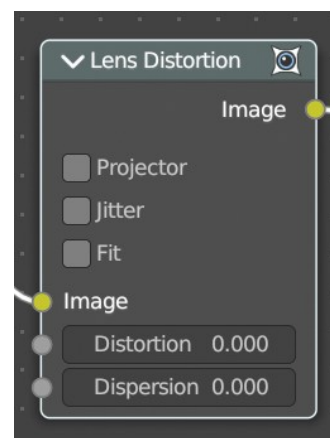 Lens Distortion
Image
Projector
Jitter
Fit
Image
Distortion 0.000
Dispersion 0.000